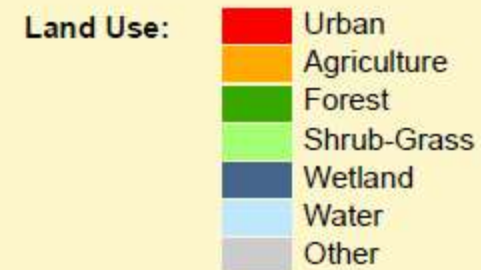 Land Use:
Urban
Agriculture
Forest
Shrub-Grass
Wetland
Water
Other